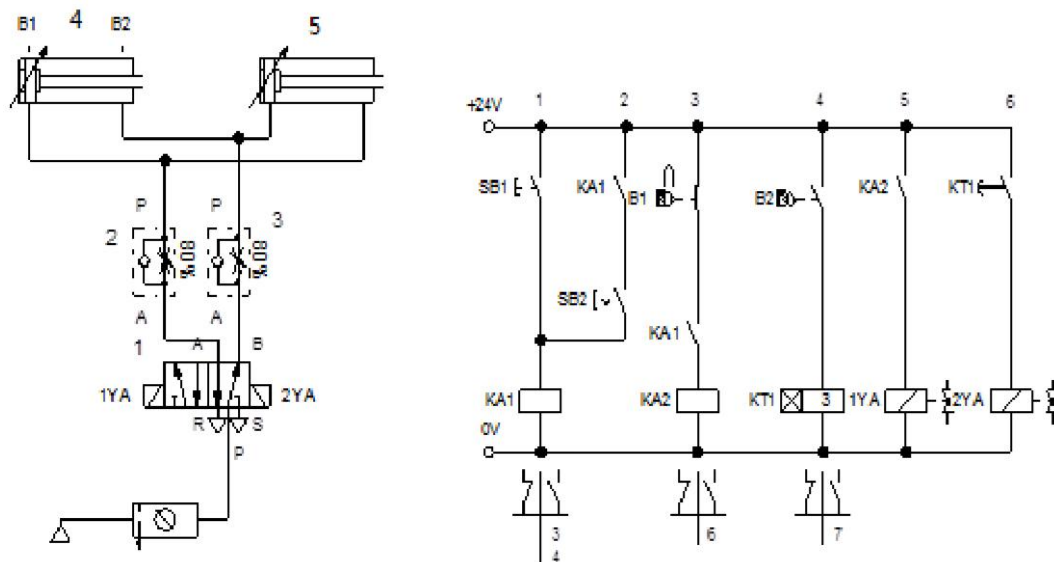 B1 4 B2 5
P P
2 80% 3 80%
A A
1 A B
1YA 2YA
R S
P
1 2 3 4 5 6
+24V
SB1 KA1 B1 B2 KA2 KT1
SB2
KA1
KA1 KA2 KT1 3 1YA 2YA
0V
3 6 7
4